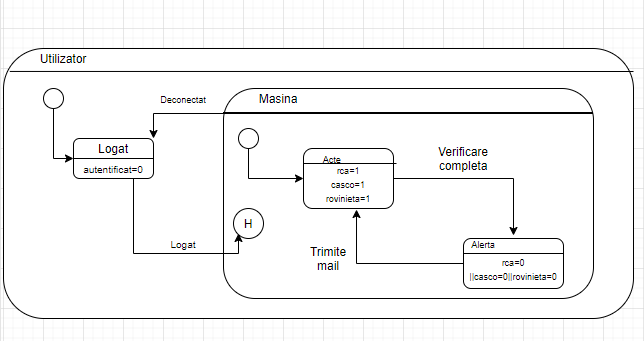 Utilizator
Deconectat
Masina
Logat
autentificat=0
Acte
rca=1
casco=1
rovinieta=1
Verificare
completa
H
Logat
Trimite
mail
Alerta
rca=0
||casco=0||rovinieta=0